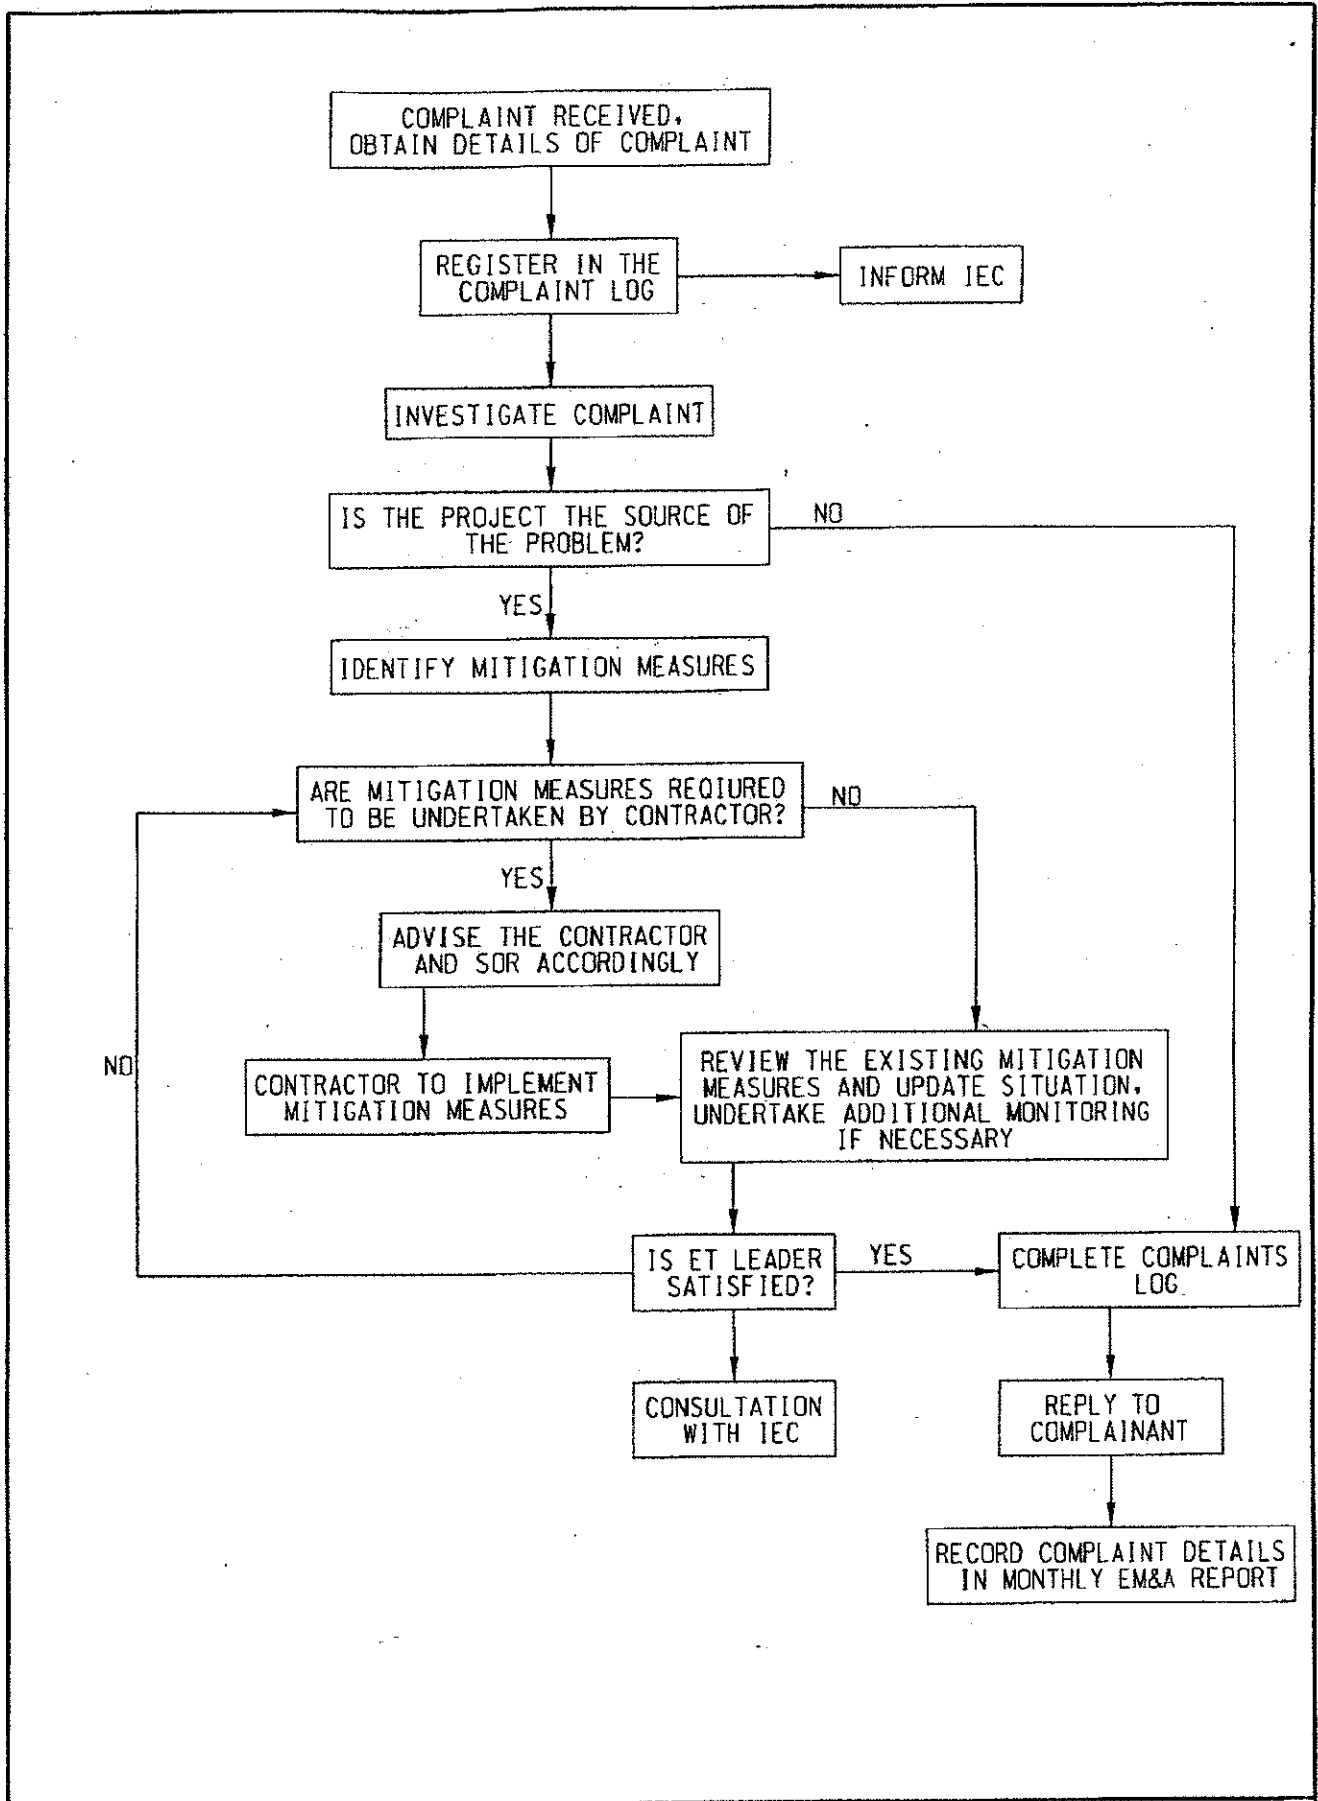 COMPLAINT RECEIVED,
OBTAIN DETAILS OF COMPLAINT
REGISTER IN THE
COMPLAINT LOG
INFORM IEC
INVESTIGATE COMPLAINT
IS THE PROJECT THE SOURCE OF
THE PROBLEM?
NO
YES
IDENTIFY MITIGATION MEASURES
ARE MITIGATION MEASURES REQIURED
TO BE UNDERTAKEN BY CONTRACTOR?
NO
YES
ADVISE THE CONTRACTOR
AND SOR ACCORDINGLY
NO
CONTRACTOR TO IMPLEMENT
MITIGATION MEASURES
REVIEW THE EXISTING MITIGATION
MEASURES AND UPDATE SITUATION,
UNDERTAKE ADDITIONAL MONITORING
IF NECESSARY
IS ET LEADER
SATISFIED?
YES
COMPLETE COMPLAINTS
LOG
CONSULTATION
WITH IEC
REPLY TO
COMPLAINANT
RECORD COMPLAINT DETAILS
IN MONTHLY EM&A REPORT